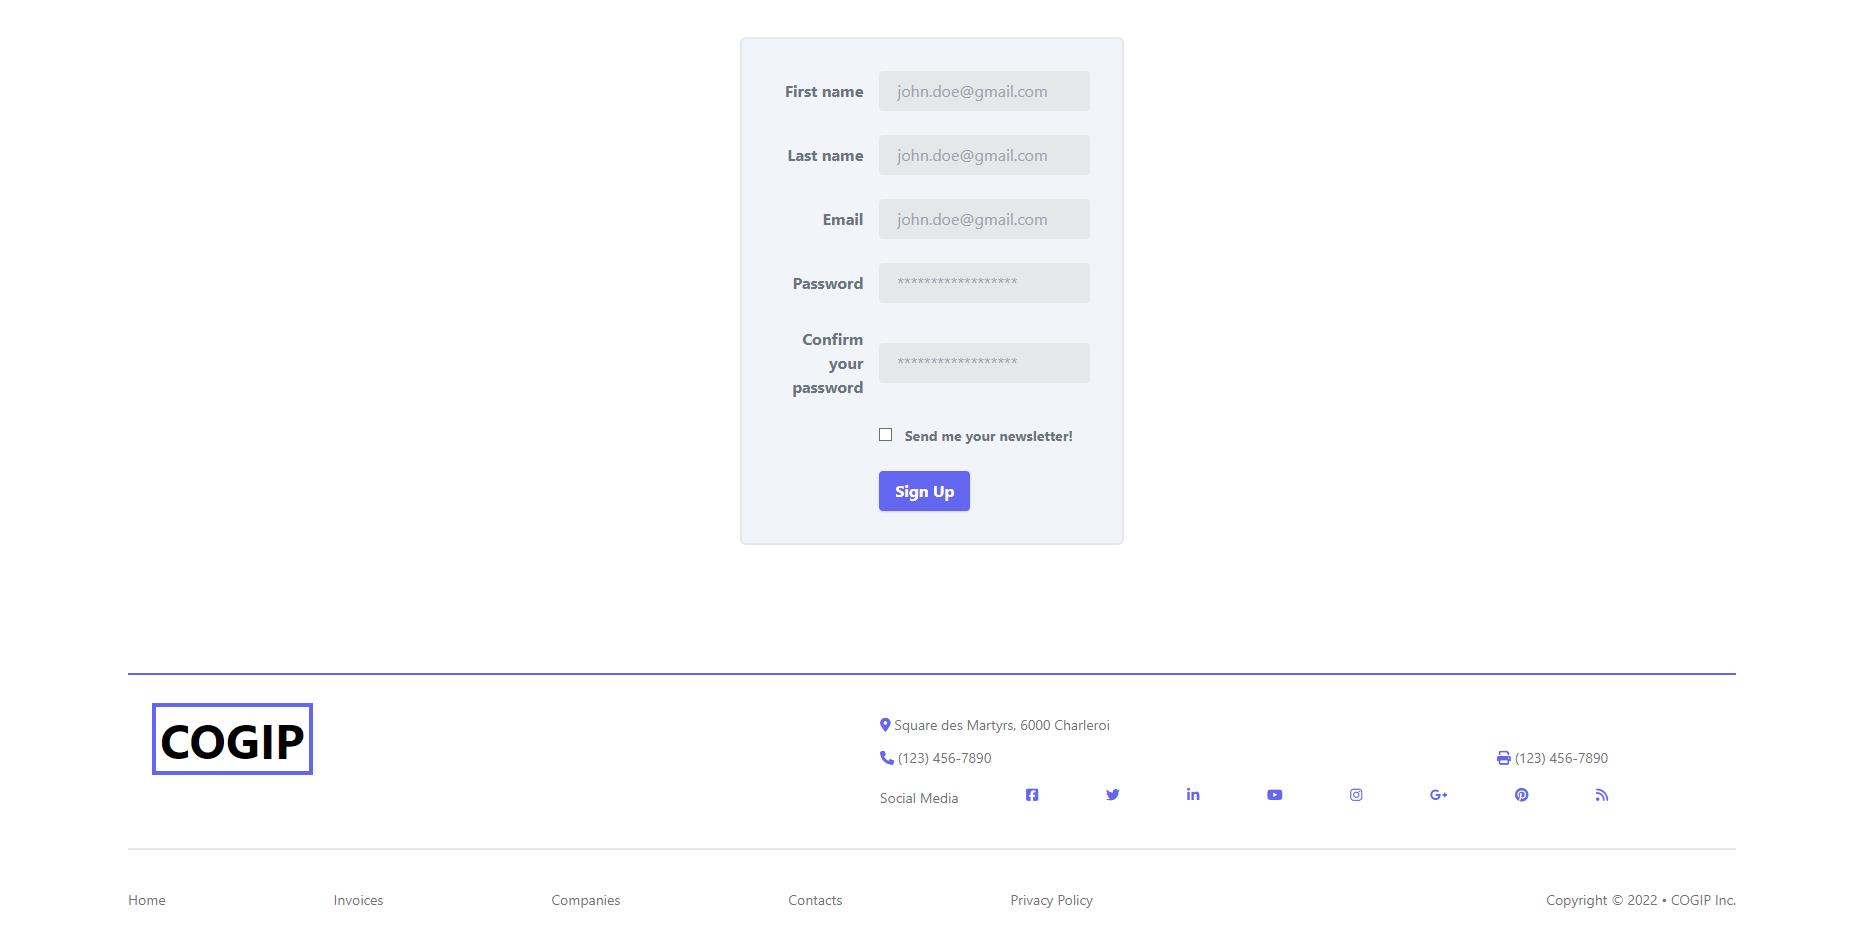 First name
john.doe@gmail.com
Last name
john.doe@gmail.com
Email
john.doe@gmail.com
Password
******************
Confirm
your
password
******************
Send me your newsletter!
Sign Up
COGIP
Square des Martyrs, 6000 Charleroi
(123) 456-7890
(123) 456-7890
Social Media
Home Invoices Companies Contacts Privacy Policy Copyright © 2022 • COGIP Inc.